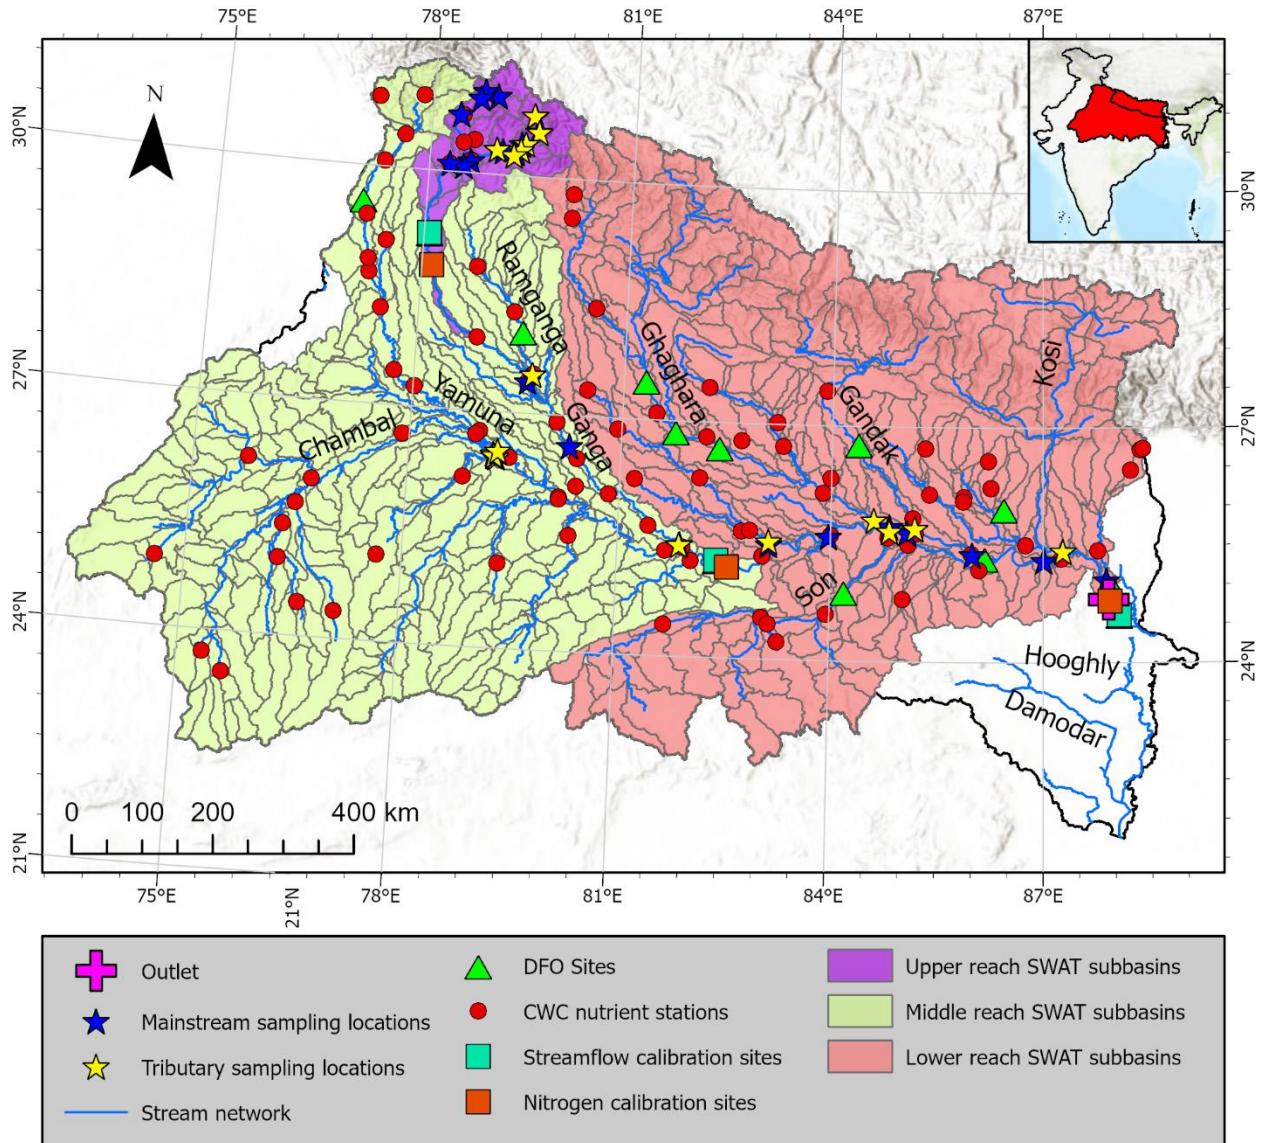 75°E 78°E 81°E 84°E 87°E
N
30°N
30°N
27°N
27°N
24°N
24°N
21°N
Ramganga
Ghaghara
Kosi
Gandak
Yamuna
Ganga
Chambal
Son
Hooghly
Damodar
0 100 200 400 km
75°E 21°N 78°E 81°E 84°E 87°E
Outlet
Mainstream sampling locations
Tributary sampling locations
Stream network
DFO Sites
CWC nutrient stations
Streamflow calibration sites
Nitrogen calibration sites
Upper reach SWAT subbasins
Middle reach SWAT subbasins
Lower reach SWAT subbasins